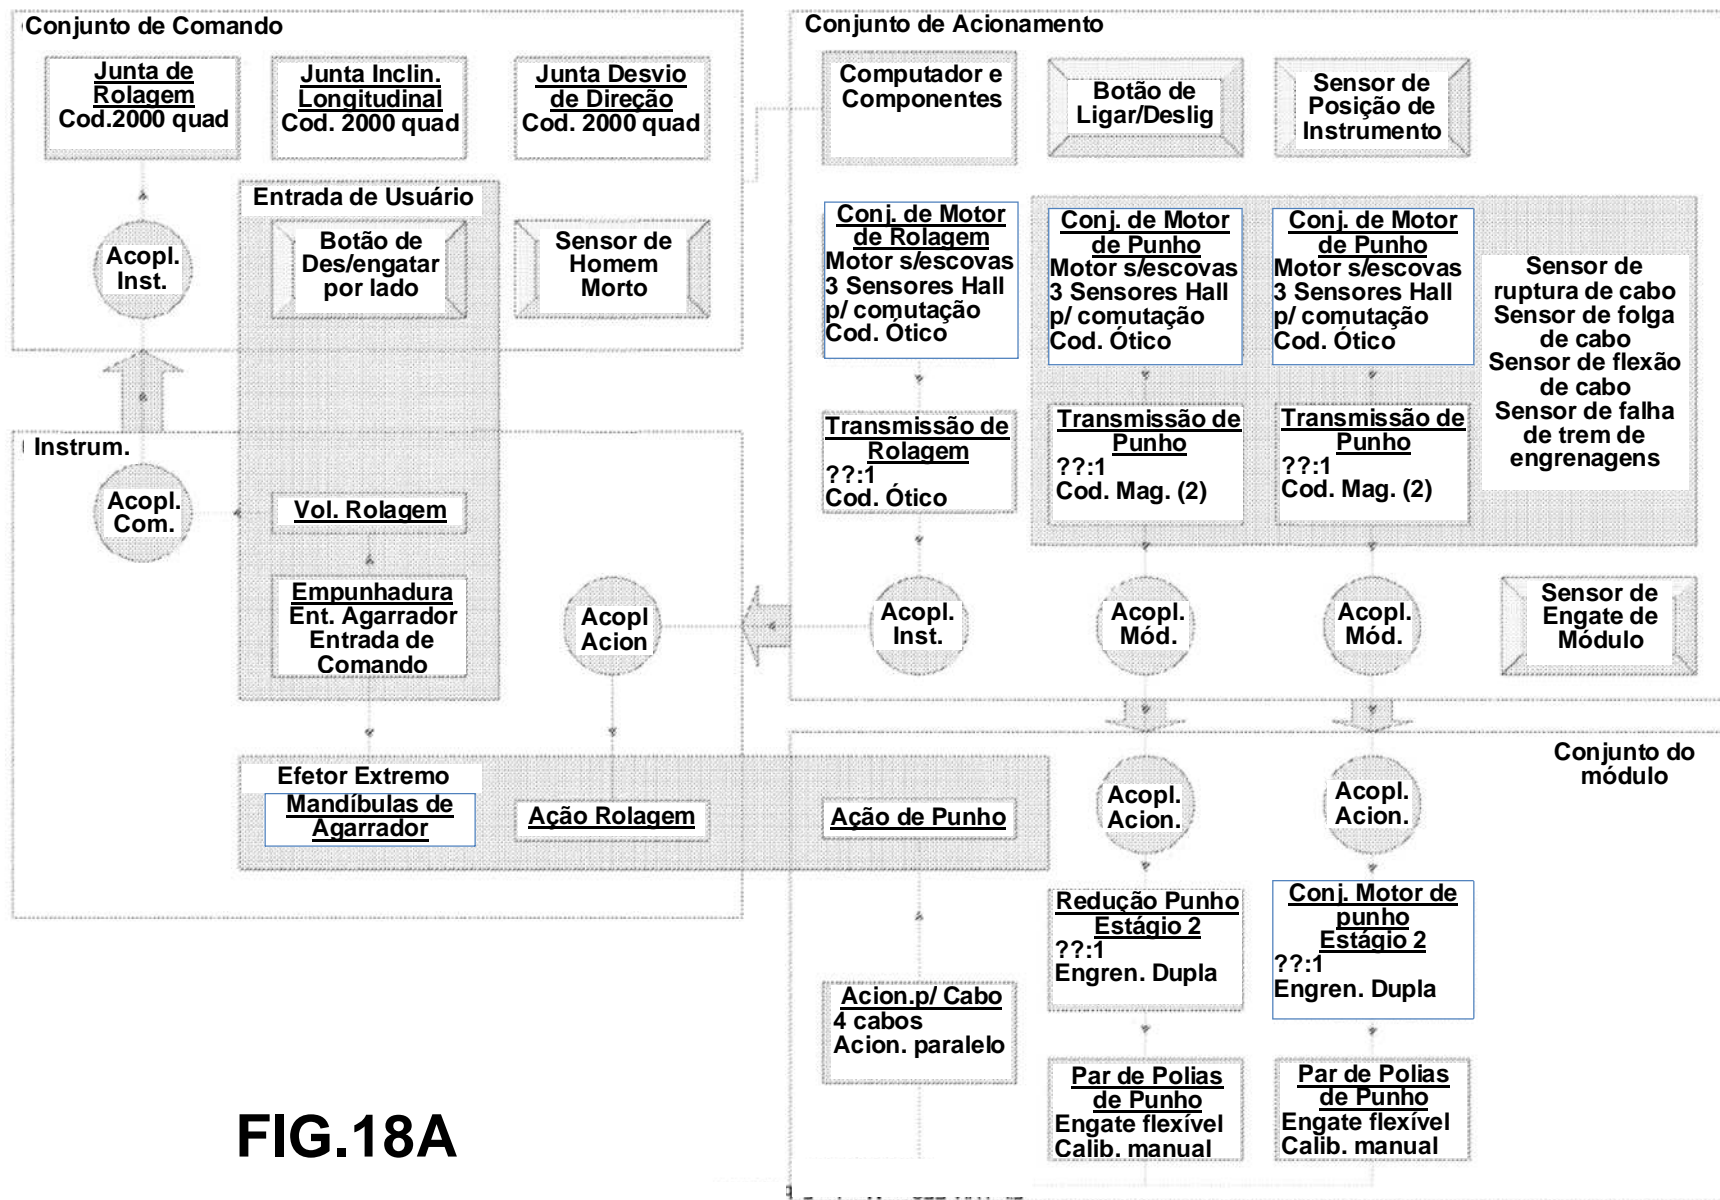 Conjunto de Comando
Junta de
Rolagem
Cod.2000 quad
Junta Inclin.
Longitudinal
Cod. 2000 quad
Junta Desvio
de Direção
Cod. 2000 quad
Entrada de Usuário
Acopl.
Inst.
Botão de
Des/engatar
por lado
Sensor de
Homem
Morto
Instrum.
Acopl.
Com.
Vol. Rolagem
Empunhadura
Ent. Agarrador
Entrada de
Comando
Acopl
Acion
Efetor Extremo
Mandíbulas de
Agarrador
Ação Rolagem
Ação de Punho
Conjunto de Acionamento
Computador e
Componentes
Botão de
Ligar/Deslig
Sensor de
Posição de
Instrumento
Conj. de Motor
de Rolagem
Motor s/escovas
3 Sensores Hall
p/ comutação
Cod. Ótico
Conj. de Motor
de Punho
Motor s/escovas
3 Sensores Hall
p/ comutação
Cod. Ótico
Conj. de Motor
de Punho
Motor s/escovas
3 Sensores Hall
p/ comutação
Cod. Ótico
Sensor de
ruptura de cabo
Sensor de folga
de cabo
Sensor de flexão
de cabo
Sensor de falha
de trem de
engrenagens
Transmissão de
Rolagem
??:1
Cod. Ótico
Transmissão de
Punho
??:1
Cod. Mag. (2)
Transmissão de
Punho
??:1
Cod. Mag. (2)
Acopl.
Inst.
Acopl.
Mód.
Acopl.
Mód.
Sensor de
Engate de
Módulo
Conjunto do
módulo
Acopl.
Acion.
Acopl.
Acion.
Redução Punho
Estágio 2
??:1
Engren. Dupla
Conj. Motor de
punho
Estágio 2
??:1
Engren. Dupla
Acion.p/ Cabo
4 cabos
Acion. paralelo
Par de Polias
de Punho
Engate flexível
Calib. manual
Par de Polias
de Punho
Engate flexível
Calib. manual
FIG.18A